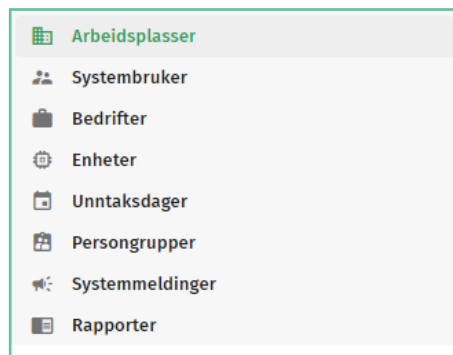 Arbeidsplasser
Systembruker
Bedrifter
Enheter
Unntaksdager
Persongrupper
Systemmeldinger
Rapporter